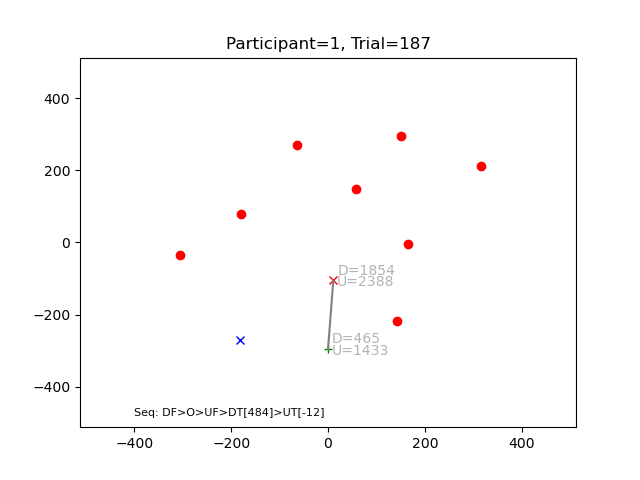 Participant=1, Trial=187
400
200
0
−200
−400
D=1854
U=2388
D=465
U=1433
Seq: DF>O>UF>DT[484]>UT[-12]
−400
−200
0
200
400